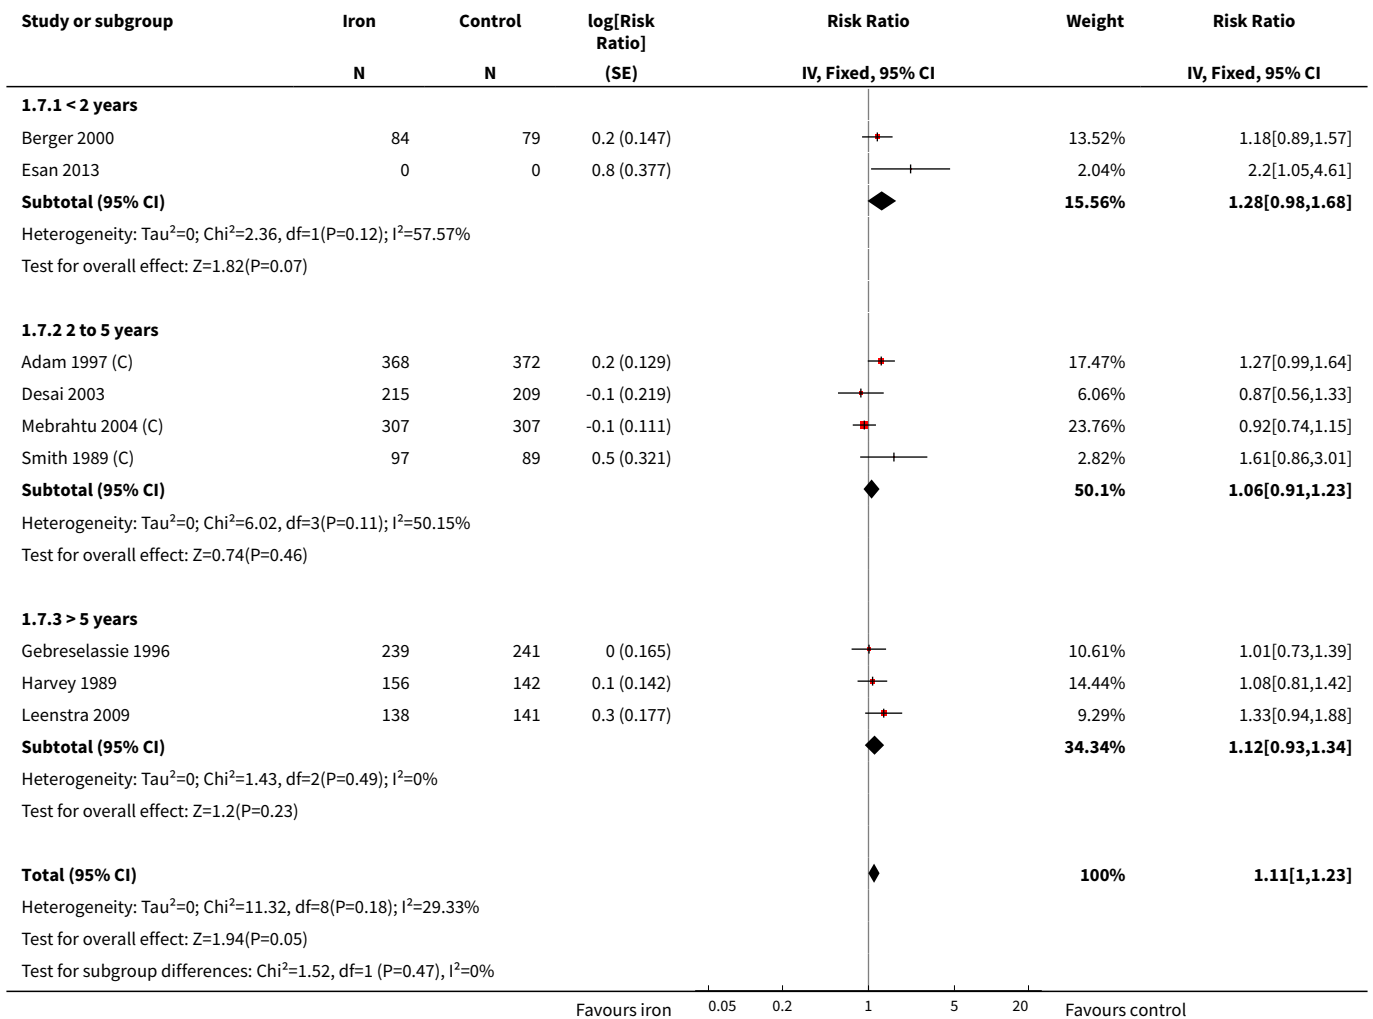 Study or subgroup Iron Control log[Risk Ratio] Risk Ratio Weight Risk Ratio
N N (SE) IV, Fixed, 95% CI IV, Fixed, 95% CI
1.7.1 < 2 years
Berger 2000 84 79 0.2 (0.147) 13.52% 1.18[0.89,1.57]
Esan 2013 0 0 0.8 (0.377) 2.04% 2.2[1.05,4.61]
Subtotal (95% CI) 15.56% 1.28[0.98,1.68]
Heterogeneity: Tau²=0; Chi²=2.36, df=1(P=0.12); I²=57.57%
Test for overall effect: Z=1.82(P=0.07)
1.7.2 2 to 5 years
Adam 1997 (C) 368 372 0.2 (0.129) 17.47% 1.27[0.99,1.64]
Desai 2003 215 209 -0.1 (0.219) 6.06% 0.87[0.56,1.33]
Mebrahtu 2004 (C) 307 307 -0.1 (0.111) 23.76% 0.92[0.74,1.15]
Smith 1989 (C) 97 89 0.5 (0.321) 2.82% 1.61[0.86,3.01]
Subtotal (95% CI) 50.1% 1.06[0.91,1.23]
Heterogeneity: Tau²=0; Chi²=6.02, df=3(P=0.11); I²=50.15%
Test for overall effect: Z=0.74(P=0.46)
1.7.3 > 5 years
Gebreselassie 1996 239 241 0 (0.165) 10.61% 1.01[0.73,1.39]
Harvey 1989 156 142 0.1 (0.142) 14.44% 1.08[0.81,1.42]
Leenstra 2009 138 141 0.3 (0.177) 9.29% 1.33[0.94,1.88]
Subtotal (95% CI) 34.34% 1.12[0.93,1.34]
Heterogeneity: Tau²=0; Chi²=1.43, df=2(P=0.49); I²=0%
Test for overall effect: Z=1.2(P=0.23)
Total (95% CI) 100% 1.11[1,1.23]
Heterogeneity: Tau²=0; Chi²=11.32, df=8(P=0.18); I²=29.33%
Test for overall effect: Z=1.94(P=0.05)
Test for subgroup differences: Chi²=1.52, df=1 (P=0.47), I²=0%
Favours iron 0.05 0.2 1 5 20 Favours control